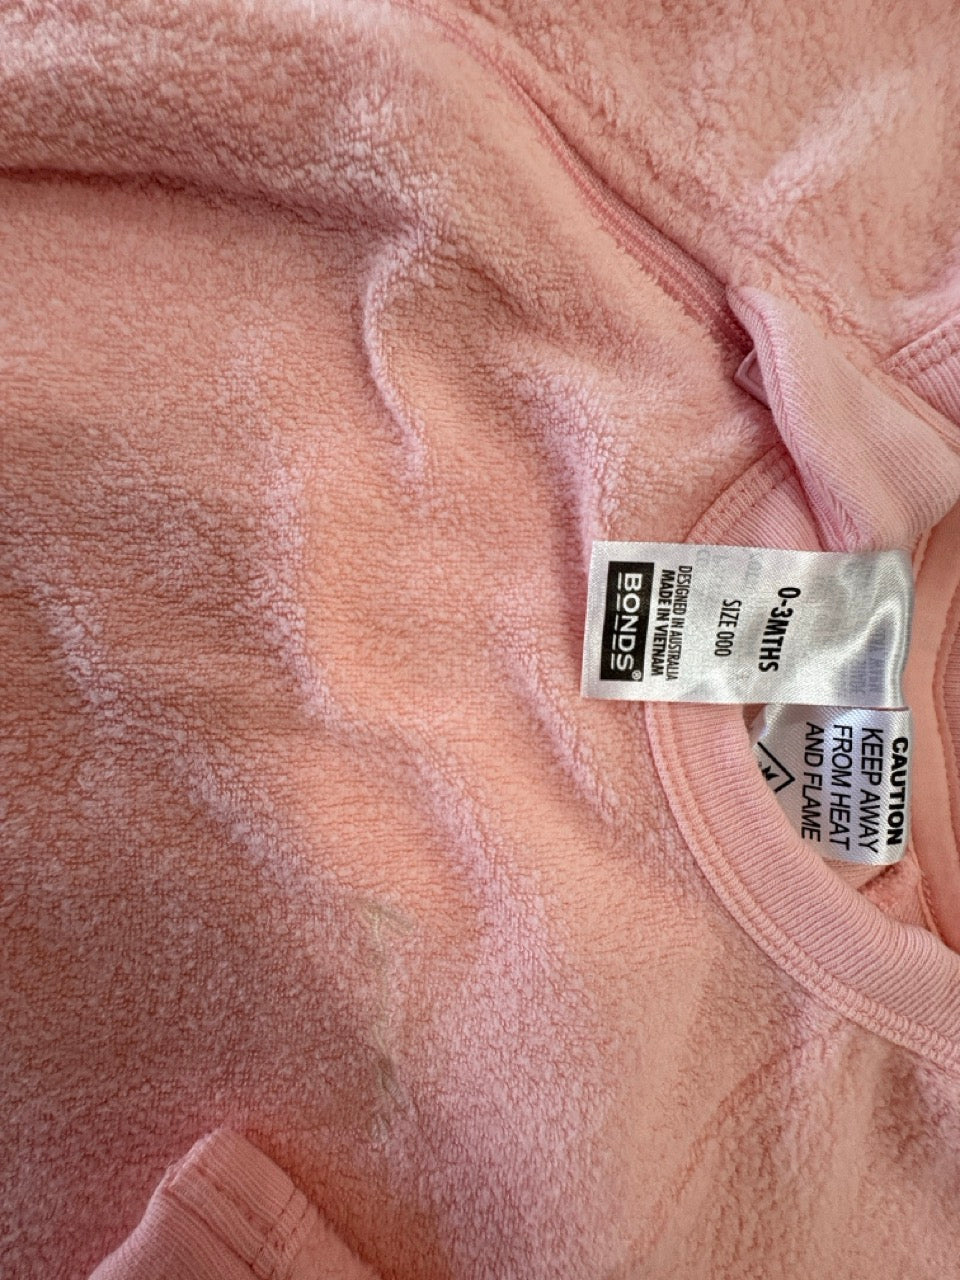 BONDS®
DESIGNED IN AUSTRALIA
MADE IN VIETNAM
SIZE 000
0-3MTHS
CAUTION
KEEP AWAY
FROM HEAT
AND FLAME